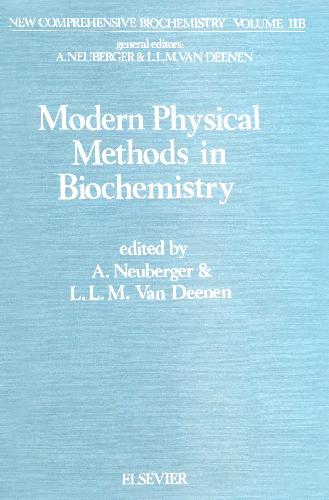 NEW COMPREHENSIVE BIOCHEMISTRY VOLUME 11B
general editors:
A. NEUBERGER & L.L.M. VAN DEENEN
Modern Physical
Methods in
Biochemistry
edited by
A. Neuberger &
L. L. M. Van Deenen
ELSEVIER